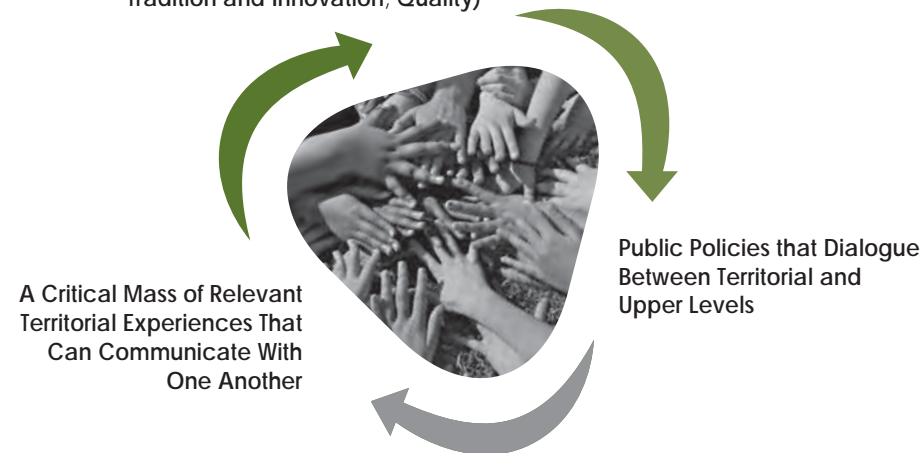 Tradition and Innovation, Quality)
Public Policies that Dialogue
Between Territorial and
Upper Levels
A Critical Mass of Relevant
Territorial Experiences That
Can Communicate With
One Another